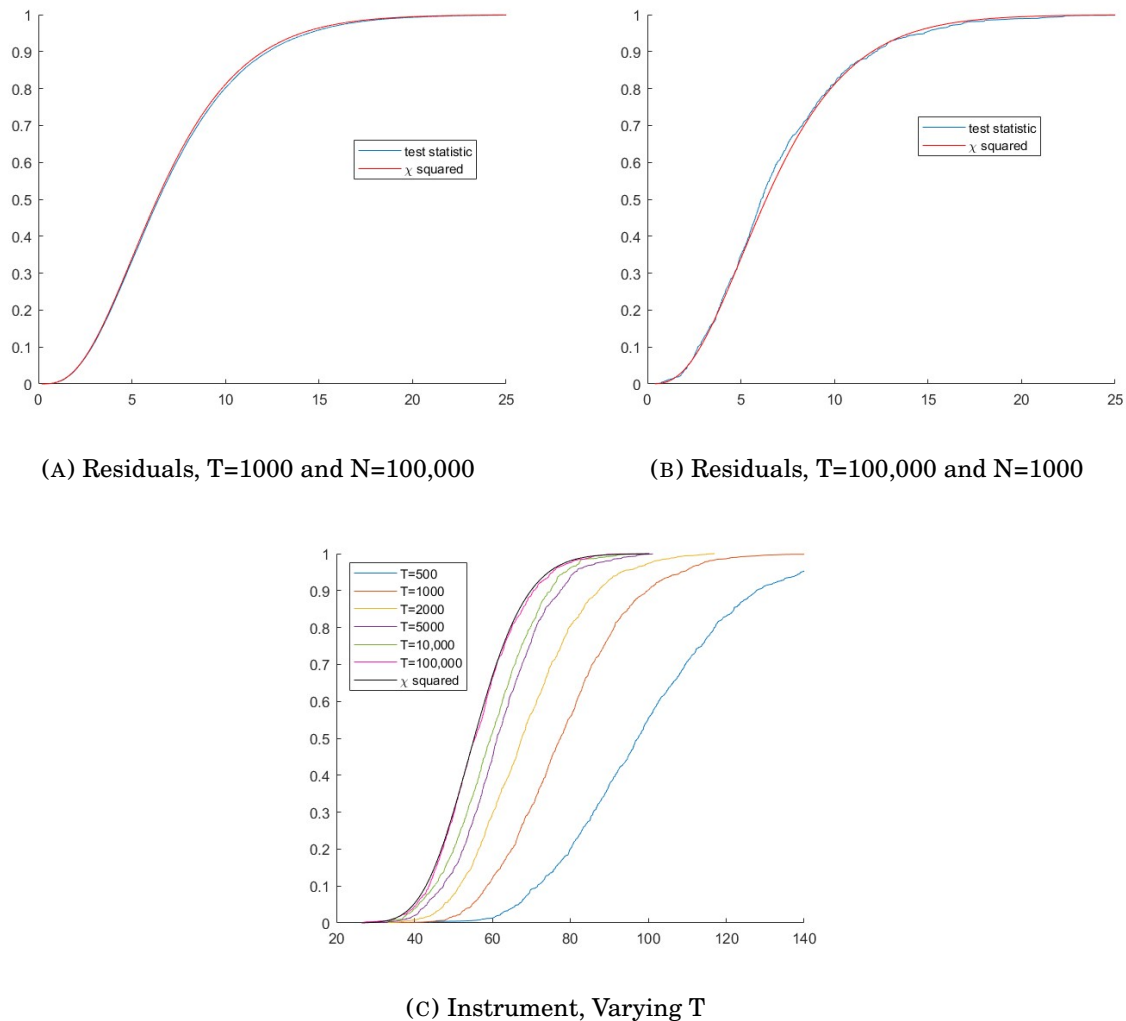 1
0.9
0.8
0.7
0.6
0.5
0.4
0.3
0.2
0.1
0
0 5 10 15 20 25
test statistic
χ squared
(A) Residuals, T=1000 and N=100,000
1
0.9
0.8
0.7
0.6
0.5
0.4
0.3
0.2
0.1
0
0 5 10 15 20 25
test statistic
χ squared
(B) Residuals, T=100,000 and N=1000
1
0.9
0.8
0.7
0.6
0.5
0.4
0.3
0.2
0.1
0
20 40 60 80 100 120 140
T=500
T=1000
T=2000
T=5000
T=10,000
T=100,000
χ squared
(C) Instrument, Varying T